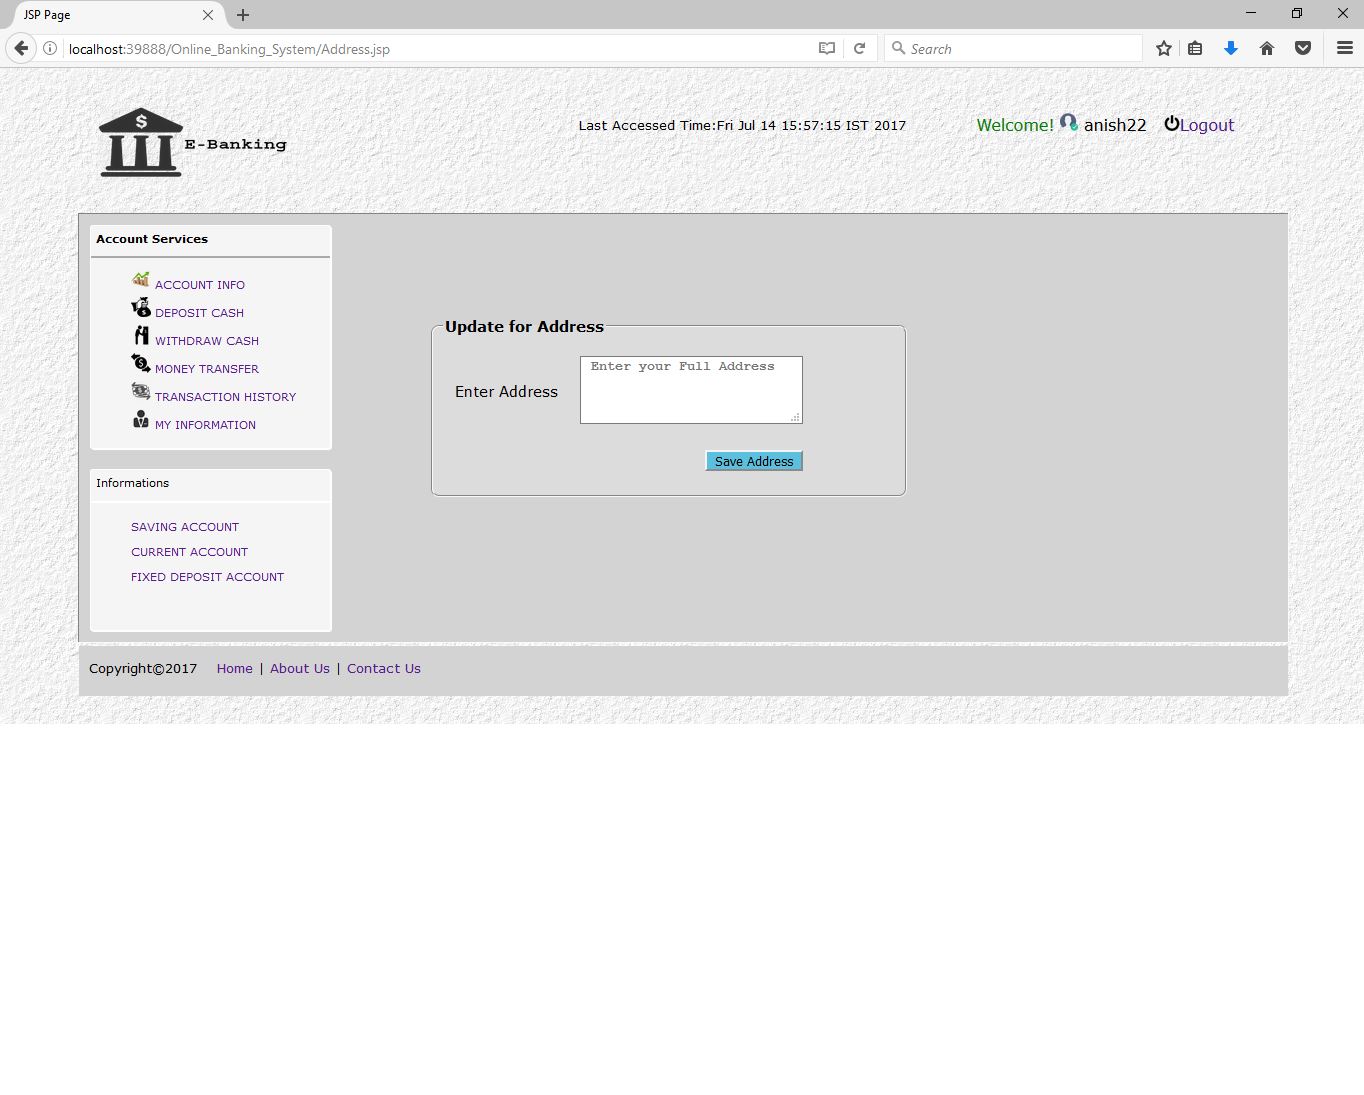 JSP Page
localhost:39888/Online_Banking_System/Address.jsp
Search
E-Banking
Last Accessed Time:Fri Jul 14 15:57:15 IST 2017
Welcome! anish22 Logout
Account Services
ACCOUNT INFO
DEPOSIT CASH
WITHDRAW CASH
MONEY TRANSFER
TRANSACTION HISTORY
MY INFORMATION
Informations
SAVING ACCOUNT
CURRENT ACCOUNT
FIXED DEPOSIT ACCOUNT
Update for Address
Enter Address
Enter your Full Address
Save Address
Copyright©2017 Home | About Us | Contact Us